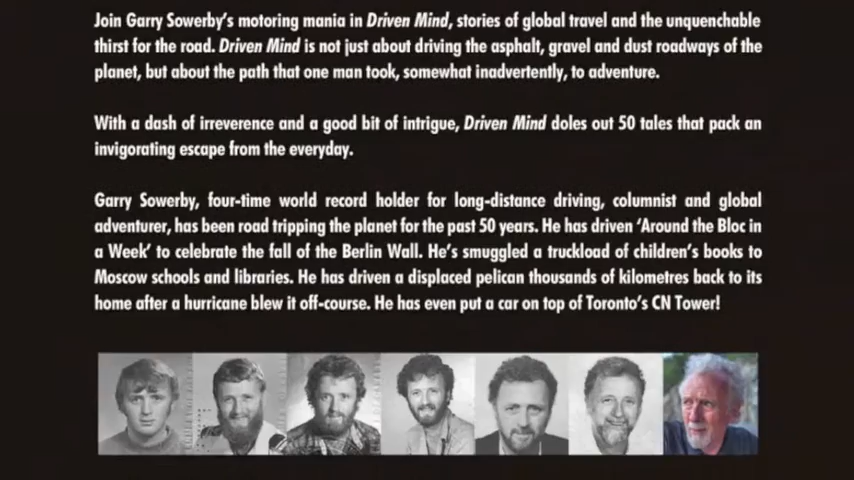 Join Garry Sowerby's motoring mania in Driven Mind, stories of global travel and the unquenchable
thirst for the road. Driven Mind is not just about driving the asphalt, gravel and dust roadways of the
planet, but about the path that one man took, somewhat inadvertently, to adventure.
With a dash of irreverence and a good bit of intrigue, Driven Mind doles out 50 tales that pack an
invigorating escape from the everyday.
Garry Sowerby, four-time world record holder for long-distance driving, columnist and global
adventurer, has been road tripping the planet for the past 50 years. He has driven ‘Around the Bloc in
a Week’ to celebrate the fall of the Berlin Wall. He's smuggled a truckload of children's books to
Moscow schools and libraries. He has driven a displaced pelican thousands of kilometres back to its
home after a hurricane blew it off-course. He has even put a car on top of Toronto's CN Tower!